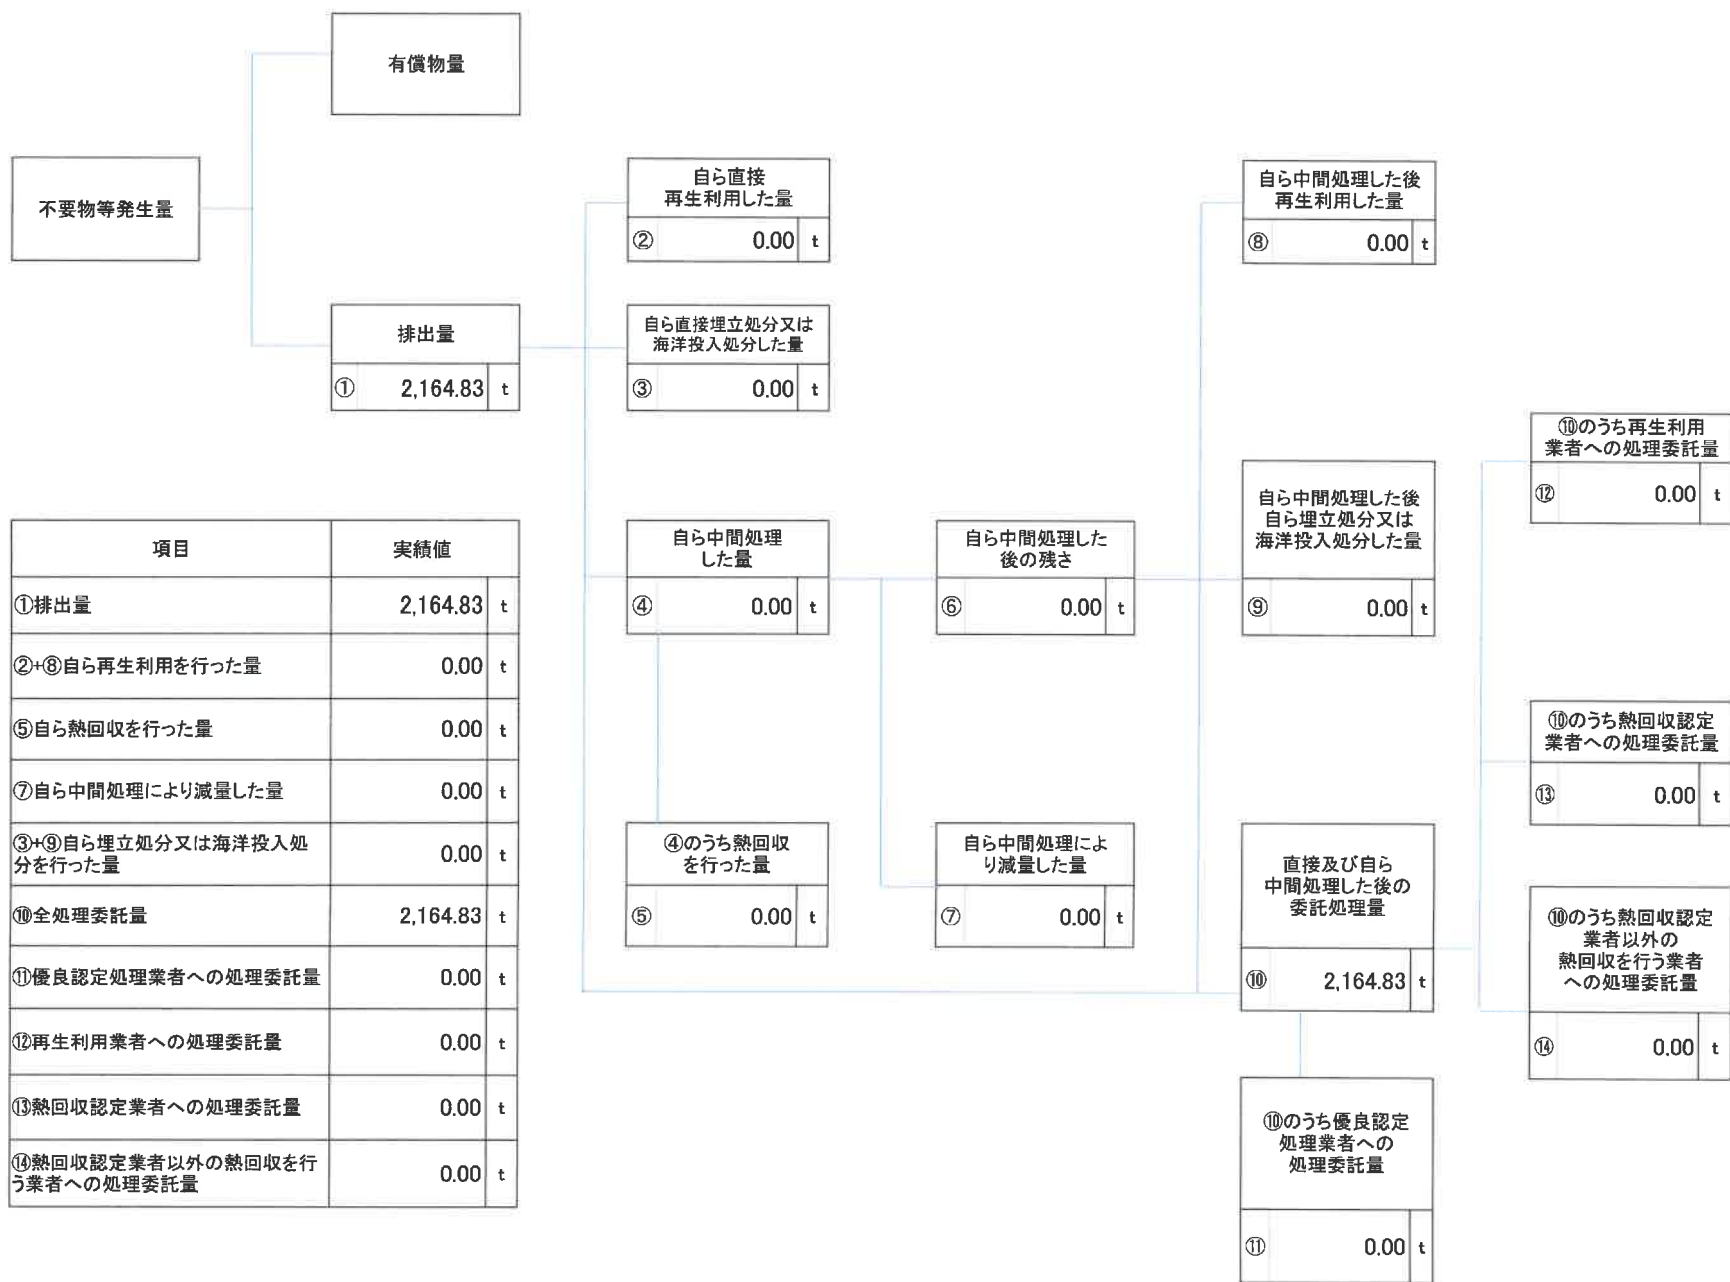 有償物量
不要物等発生量
自ら直接
再生利用した量
② 0.00 t
自ら中間処理した後
再生利用した量
⑧ 0.00 t
排出量
① 2,164.83 t
自ら直接埋立処分又は
海洋投入処分した量
③ 0.00 t
⑩のうち再生利用
業者への処理委託量
⑫ 0.00 t
自ら中間処理した後
自ら埋立処分又は
海洋投入処分した量
⑨ 0.00 t
自ら中間処理
した量
④ 0.00 t
自ら中間処理した
後の残さ
⑥ 0.00 t
⑩のうち熱回収認定
業者への処理委託量
⑬ 0.00 t
④のうち熱回収
を行った量
⑤ 0.00 t
自ら中間処理によ
り減量した量
⑦ 0.00 t
直接及び自ら
中間処理した後の
委託処理量
⑩ 2,164.83 t
⑩のうち熱回収認定
業者以外の
熱回収を行う業者
への処理委託量
⑭ 0.00 t
⑩のうち優良認定
処理業者への
処理委託量
⑪ 0.00 t
項目 実績値
①排出量 2,164.83 t
②+⑧自ら再生利用を行った量 0.00 t
⑤自ら熱回収を行った量 0.00 t
⑦自ら中間処理により減量した量 0.00 t
③+⑨自ら埋立処分又は海洋投入処
分を行った量 0.00 t
⑩全処理委託量 2,164.83 t
⑪優良認定処理業者への処理委託量 0.00 t
⑫再生利用業者への処理委託量 0.00 t
⑬熱回収認定業者への処理委託量 0.00 t
⑭熱回収認定業者以外の熱回収を行
う業者への処理委託量 0.00 t